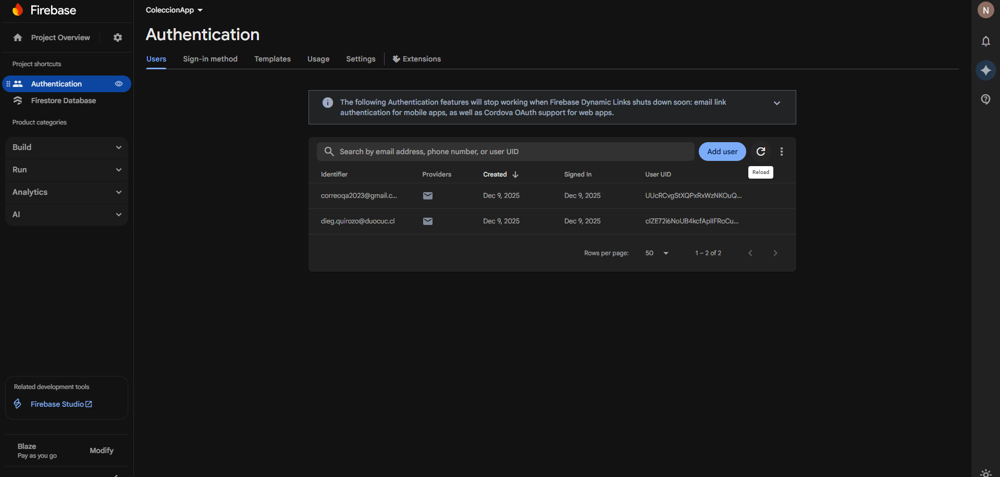 Firebase
ColeccionApp
Project Overview
Authentication
Users Sign-in method Templates Usage Settings Extensions
Project shortcuts
Authentication
Firestore Database
Product categories
Build
Run
Analytics
AI
Related development tools
Firebase Studio
Blaze
Pay as you go
Modify
The following Authentication features will stop working when Firebase Dynamic Links shuts down soon: email link
authentication for mobile apps, as well as Cordova OAuth support for web apps.
Search by email address, phone number, or user UID
Add user
Reload
Identifier Providers Created Signed In User UID
correoqa2023@gmail.c... Dec 9, 2025 Dec 9, 2025 UUcRCvgStXQPxRxWzNKOuQ...
dieg.quirozo@duocuc.cl Dec 9, 2025 Dec 9, 2025
Rows per page: 50 1 – 2 of 2
N